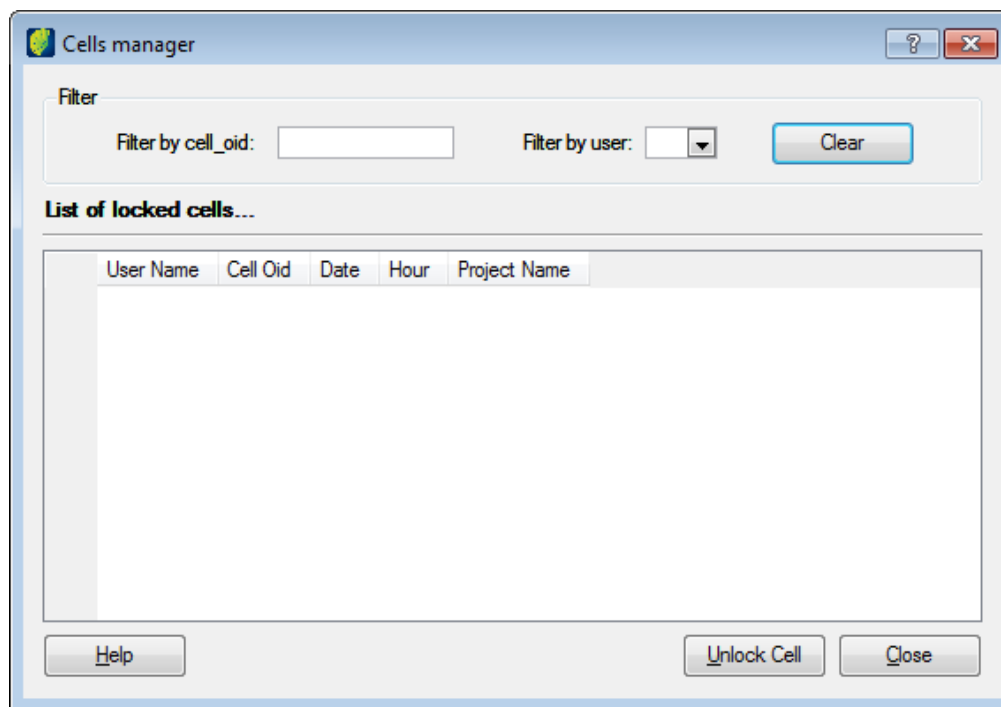 Cells manager
Filter
Filter by cell_oid: Filter by user: Clear
List of locked cells...
User Name Cell Oid Date Hour Project Name
Help Unlock Cell Close